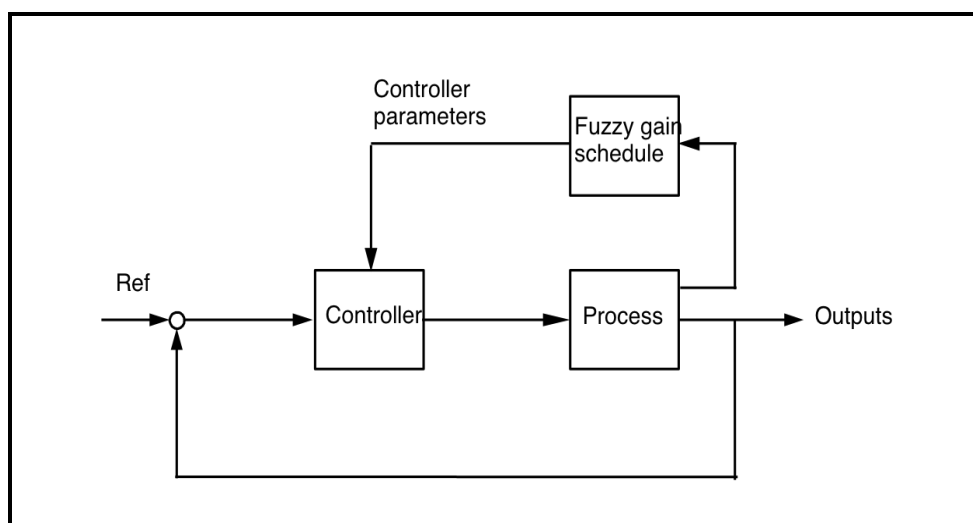 Controller
parameters
Fuzzy gain
schedule
Ref
Controller
Process
Outputs